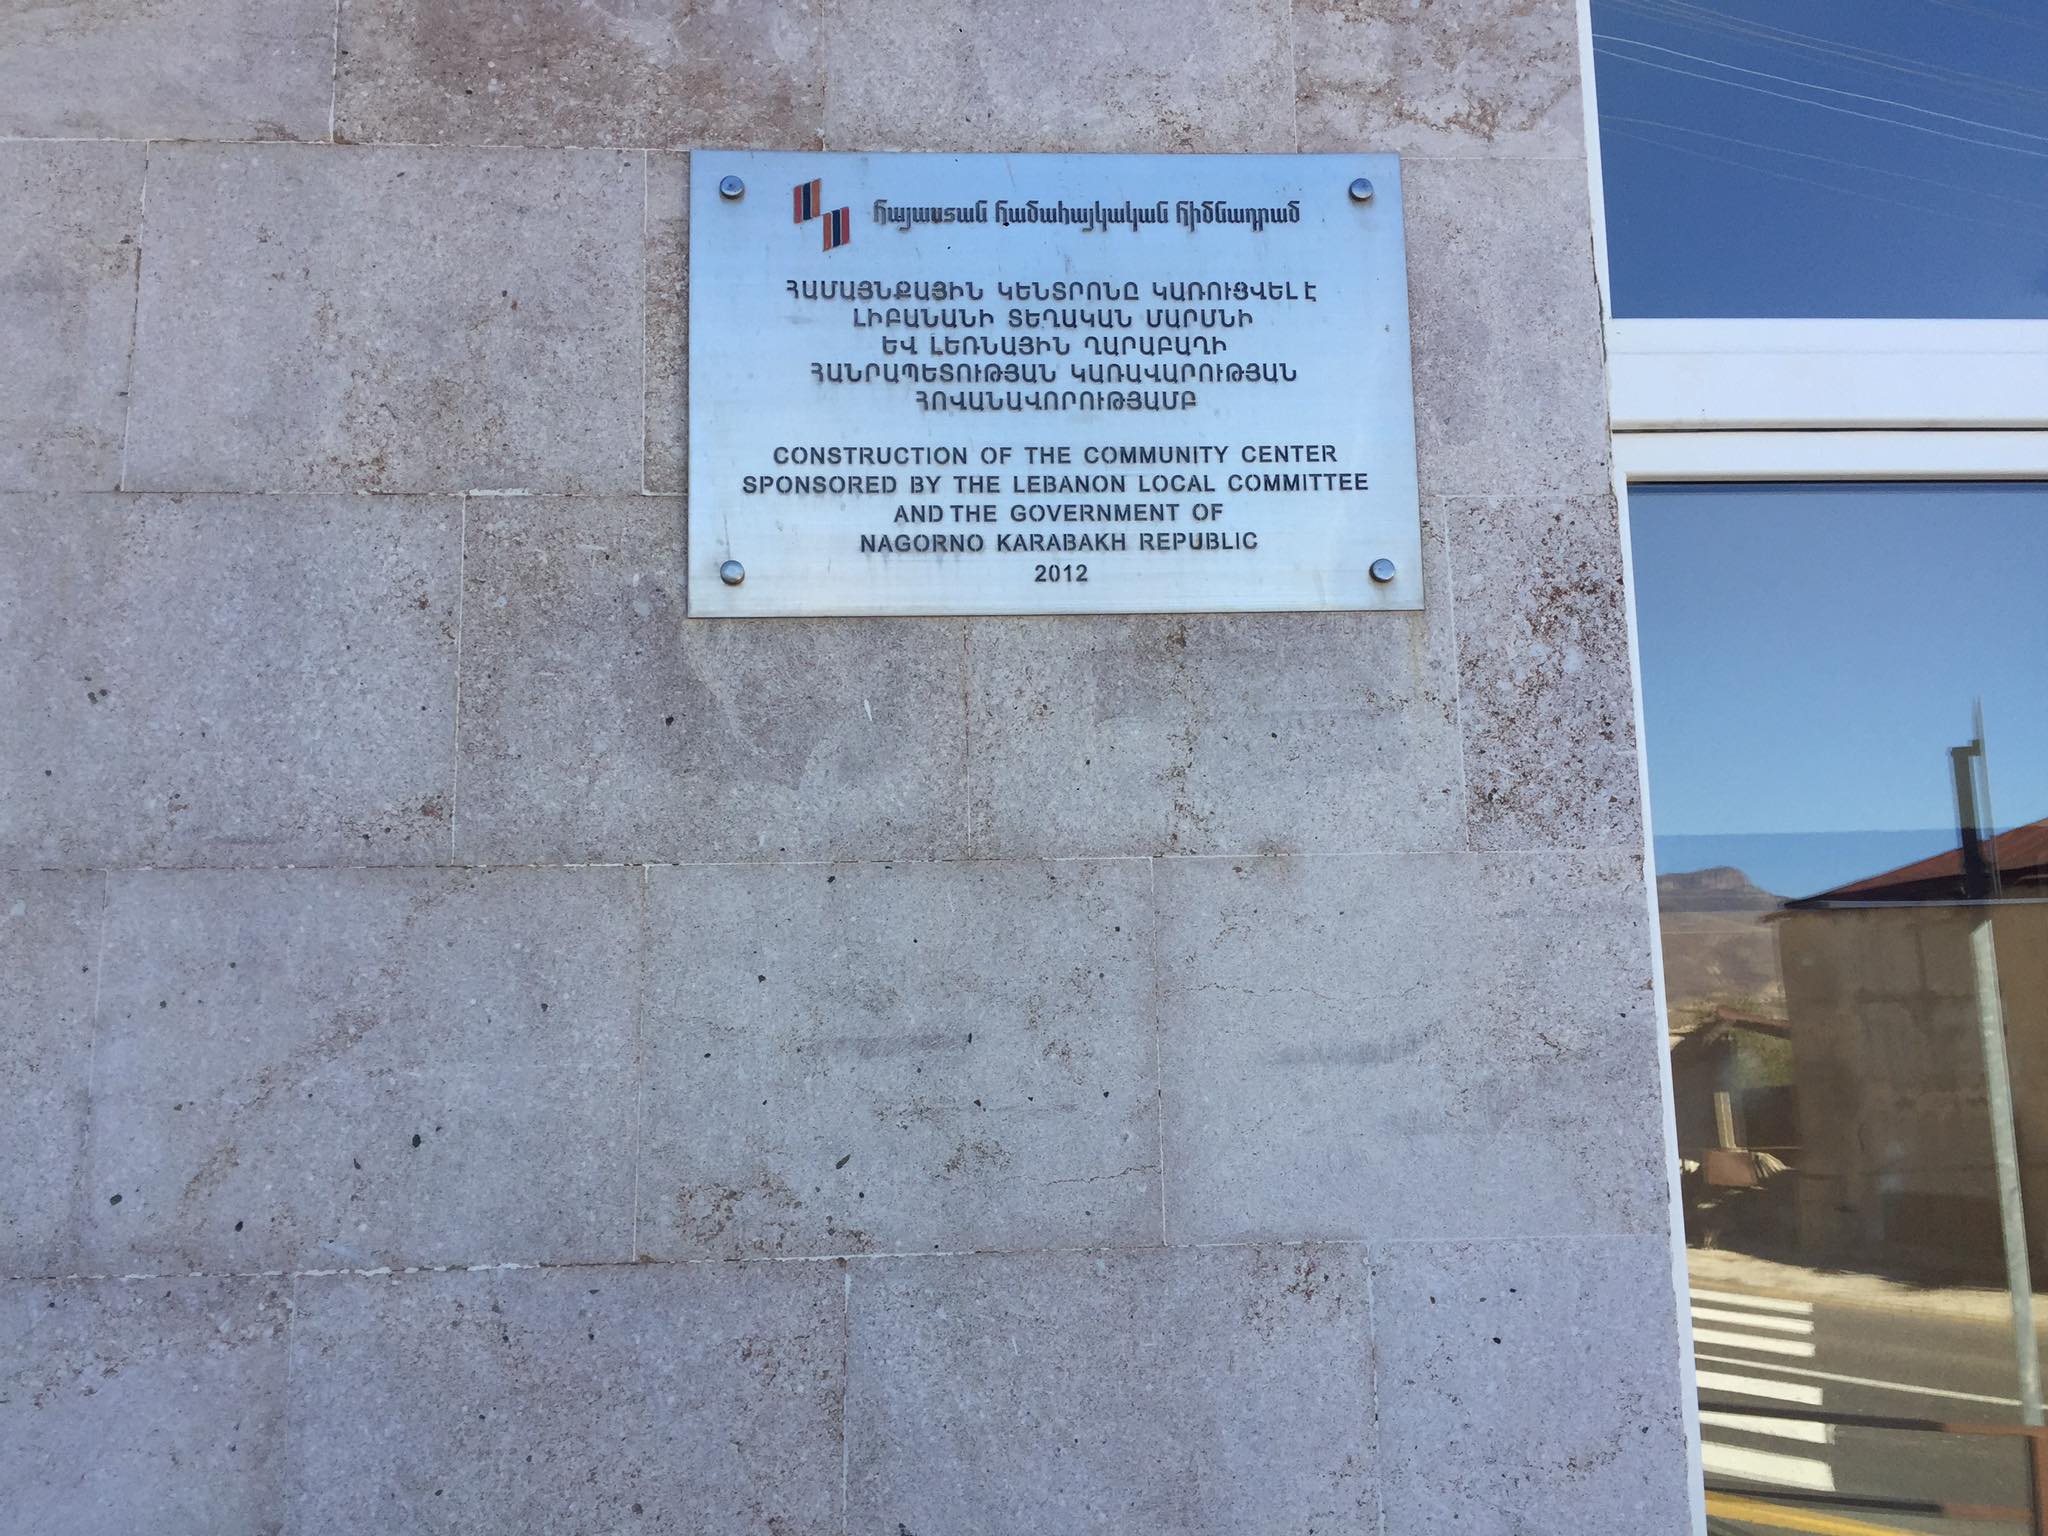 հայաստան համահայկական հիմնադրամ
ՀԱՄԱՅՆՔԱՅԻՆ ԿԵՆՏՐՈՆԸ ԿԱՌՈՒՑՎԵԼ Է
ԼԻԲԱՆԱՆԻ ՏԵՂԱԿԱՆ ՄԱՐՄՆԻ
ԵՎ ԼԵՌՆԱՅԻՆ ՂԱՐԱԲԱՂԻ
ՀԱՆՐԱՊԵՏՈՒԹՅԱՆ ԿԱՌԱՎԱՐՈՒԹՅԱՆ
ՀՈՎԱՆԱՎՈՐՈՒԹՅԱՄԲ
CONSTRUCTION OF THE COMMUNITY CENTER
SPONSORED BY THE LEBANON LOCAL COMMITTEE
AND THE GOVERNMENT OF
NAGORNO KARABAKH REPUBLIC
2012